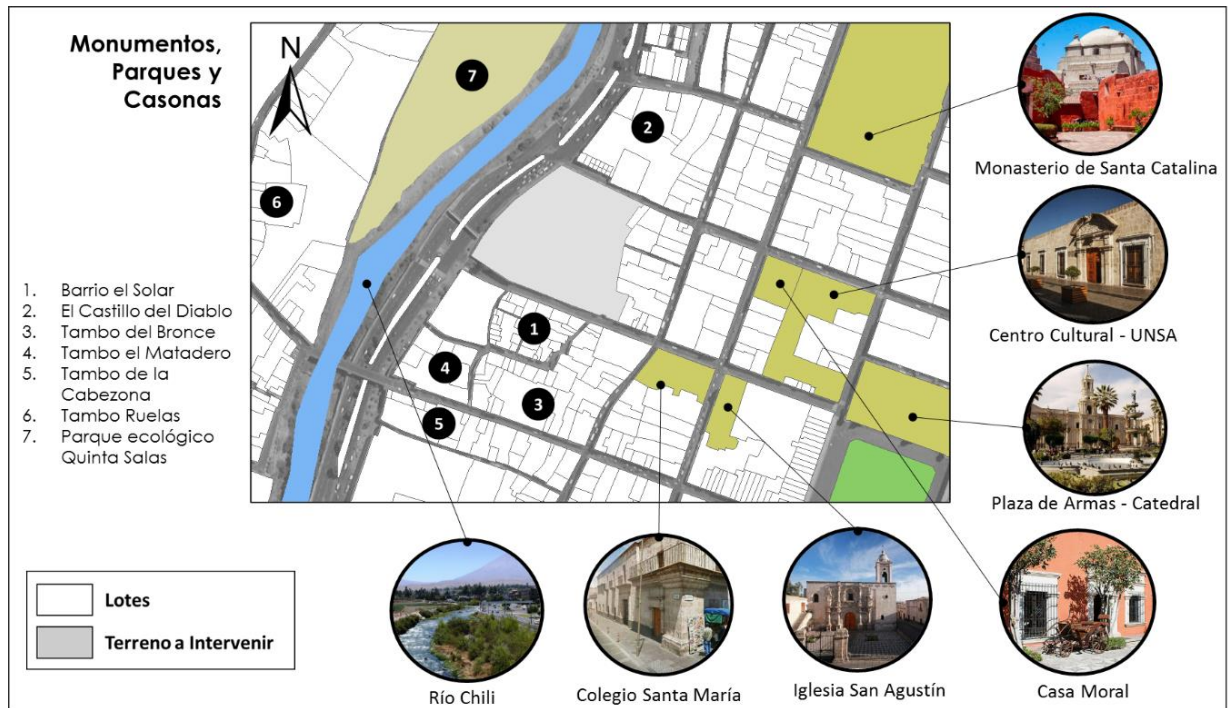 Monumentos,
Parques y
Casonas
N
7
2
6
1
4
3
5
1. Barrio el Solar
2. El Castillo del Diablo
3. Tambo del Bronce
4. Tambo el Matadero
5. Tambo de la
Cabezona
6. Tambo Ruelas
7. Parque ecológico
Quinta Salas
Monasterio de Santa Catalina
Centro Cultural - UNSA
Plaza de Armas - Catedral
Casa Moral
Lotes
Terreno a Intervenir
Río Chili
Colegio Santa María
Iglesia San Agustín